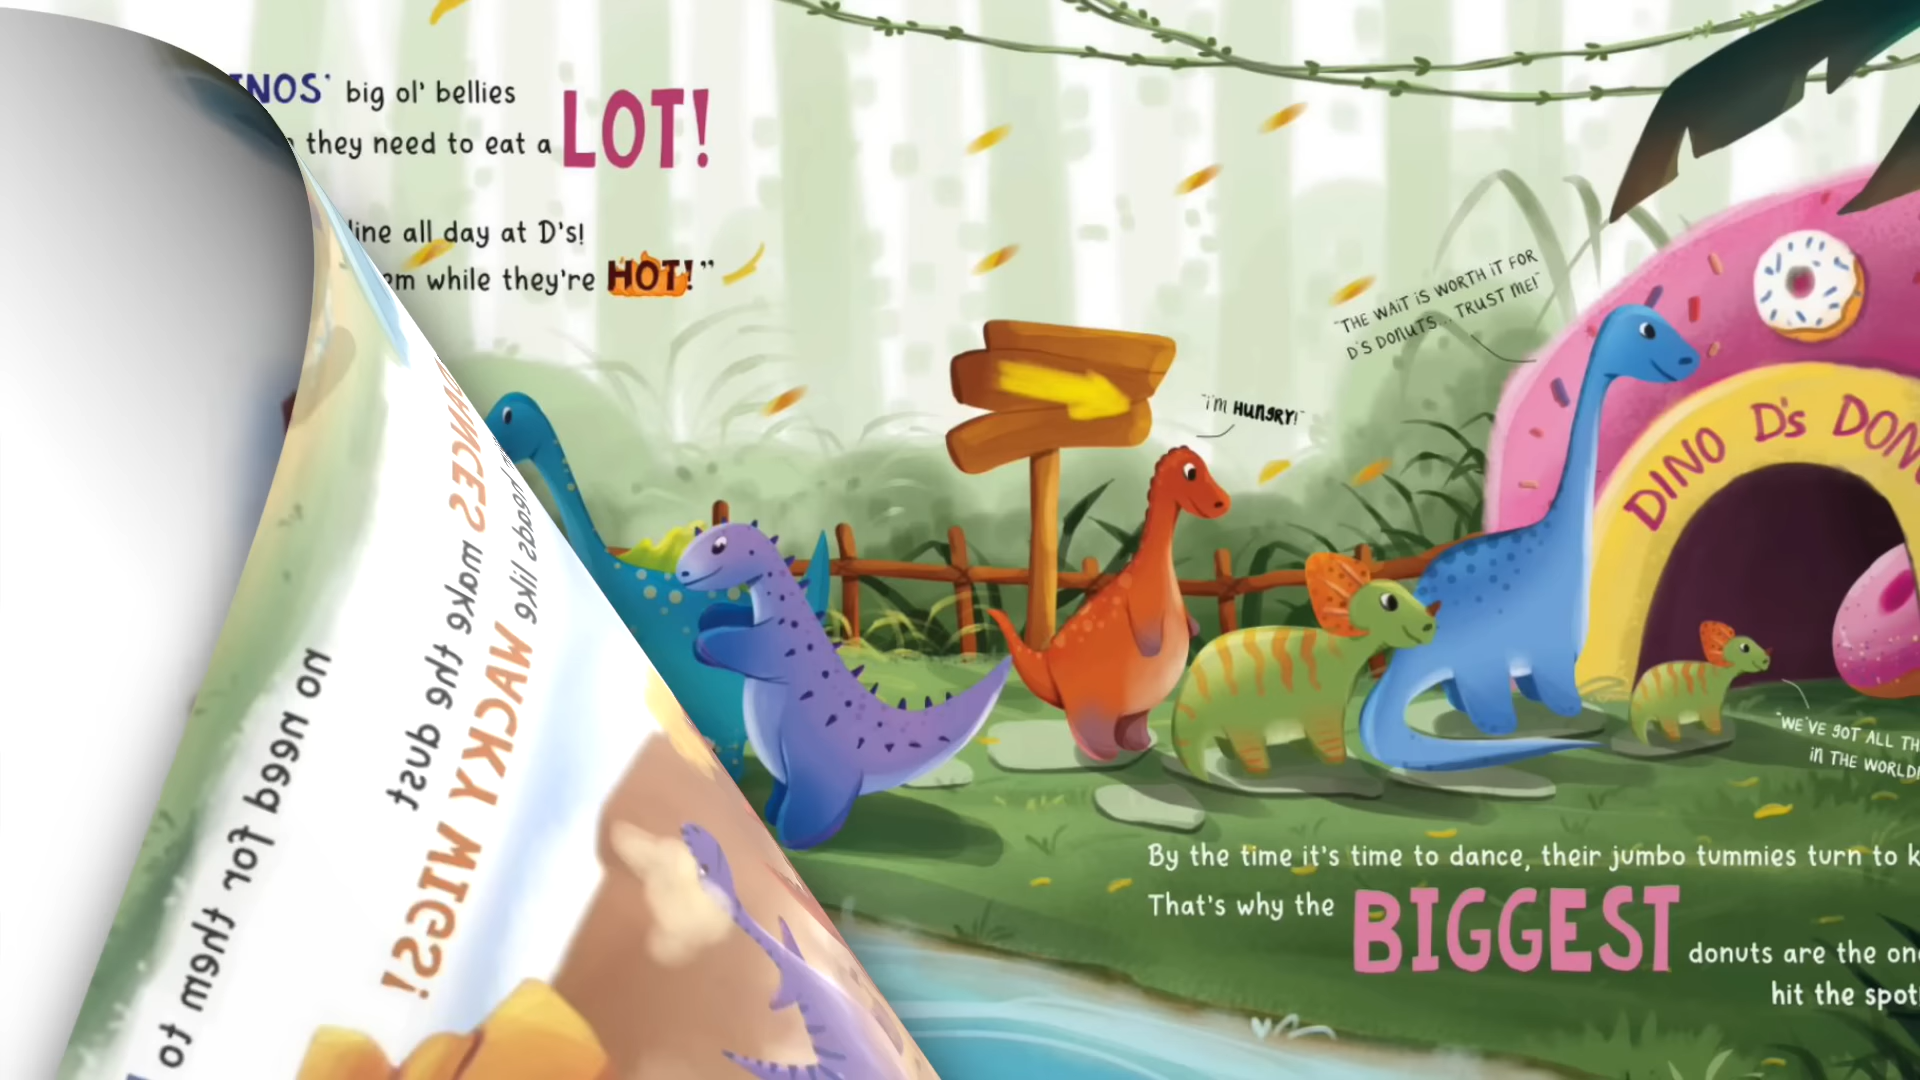 big ol' bellies
they need to eat a LOT!
all day at D's!
while they're HOT!"
"THE WAIT IS WORTH IT FOR
D'S DONUTS... TRUST ME!"
"I'M HUNGRY!"
DINO D's
"WE'VE GOT ALL
IN THE WORLD!
By the time it's time to dance, their jumbo tummies turn to
That's why the BIGGEST
donuts are the
hit the spot
BOUNCES make the dust
like WACKY WIGS!
to them for been no